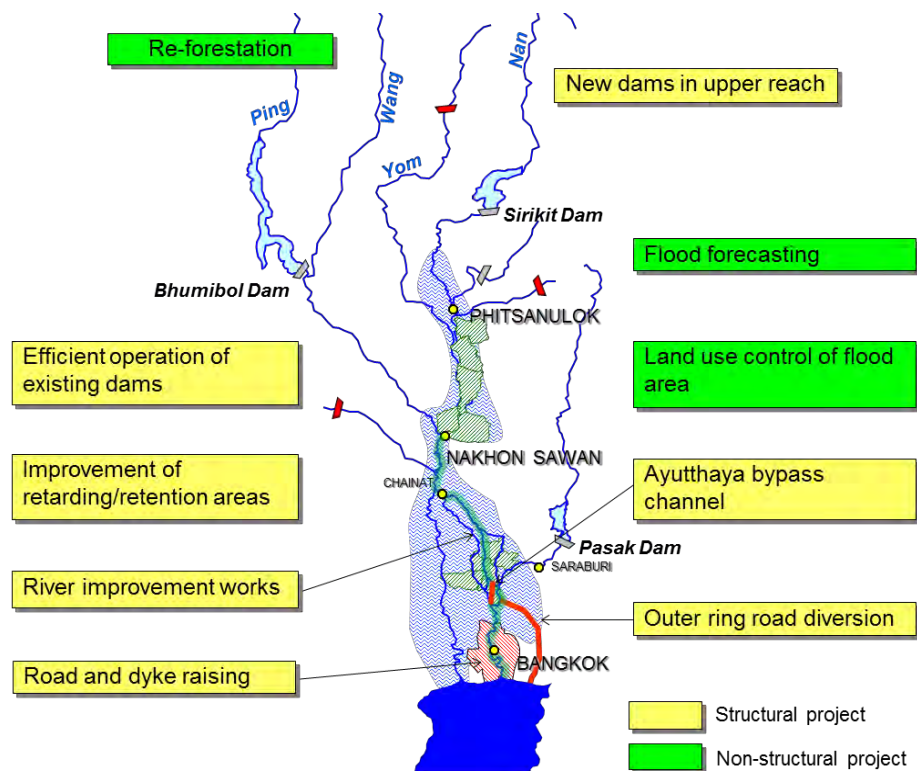 Re-forestation
Nan
New dams in upper reach
Ping
Wang
Yom
Sirikit Dam
Flood forecasting
Bhumibol Dam
PHITSANULOK
Efficient operation of
existing dams
Land use control of flood
area
NAKHON SAWAN
Improvement of
retarding/retention areas
CHAINAT
Ayutthaya bypass
channel
Pasak Dam
SARABURI
River improvement works
Outer ring road diversion
Road and dyke raising
BANGKOK
Structural project
Non-structural project